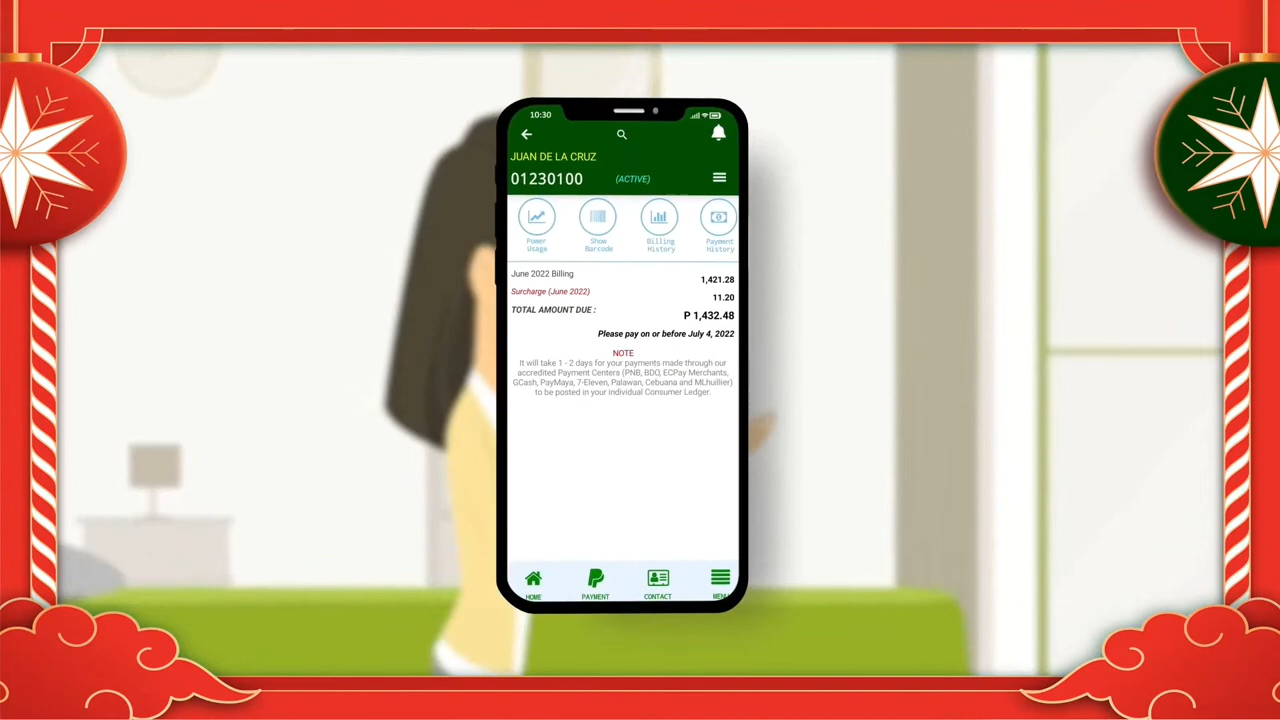 10:30
JUAN DE LA CRUZ
01230100 (ACTIVE)
Power Usage
Show Barcode
Billing History
Payment History
June 2022 Billing 1,421.28
Surcharge (June 2022) 11.20
TOTAL AMOUNT DUE : P 1,432.48
Please pay on or before July 4, 2022
NOTE
It will take 1 - 2 days for your payments made through our
accredited Payment Centers (PNB, BDO, ECPay Merchants,
GCash, PayMaya, 7-Eleven, Palawan, Cebuana and MLhuillier)
to be posted in your individual Consumer Ledger.
HOME PAYMENT CONTACT MENU